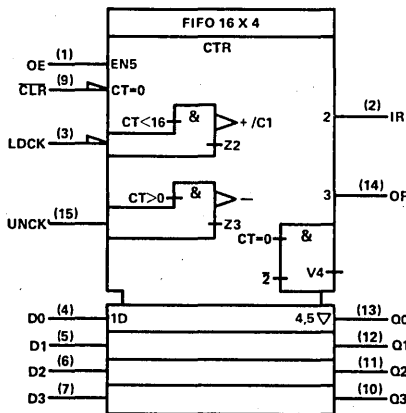 FIFO 16 X 4
CTR
OE (1) EN5
CLR (9) CT=0
CT<16 & + /C1
Z2
LDCK (3)
2 (2) IR
CT>0 & −
Z3
UNCK (15)
3 (14) OR
CT=0 &
2 V4
D0 (4) 1D 4,5 ▽ (13) Q0
D1 (5) (12) Q1
D2 (6) (11) Q2
D3 (7) (10) Q3